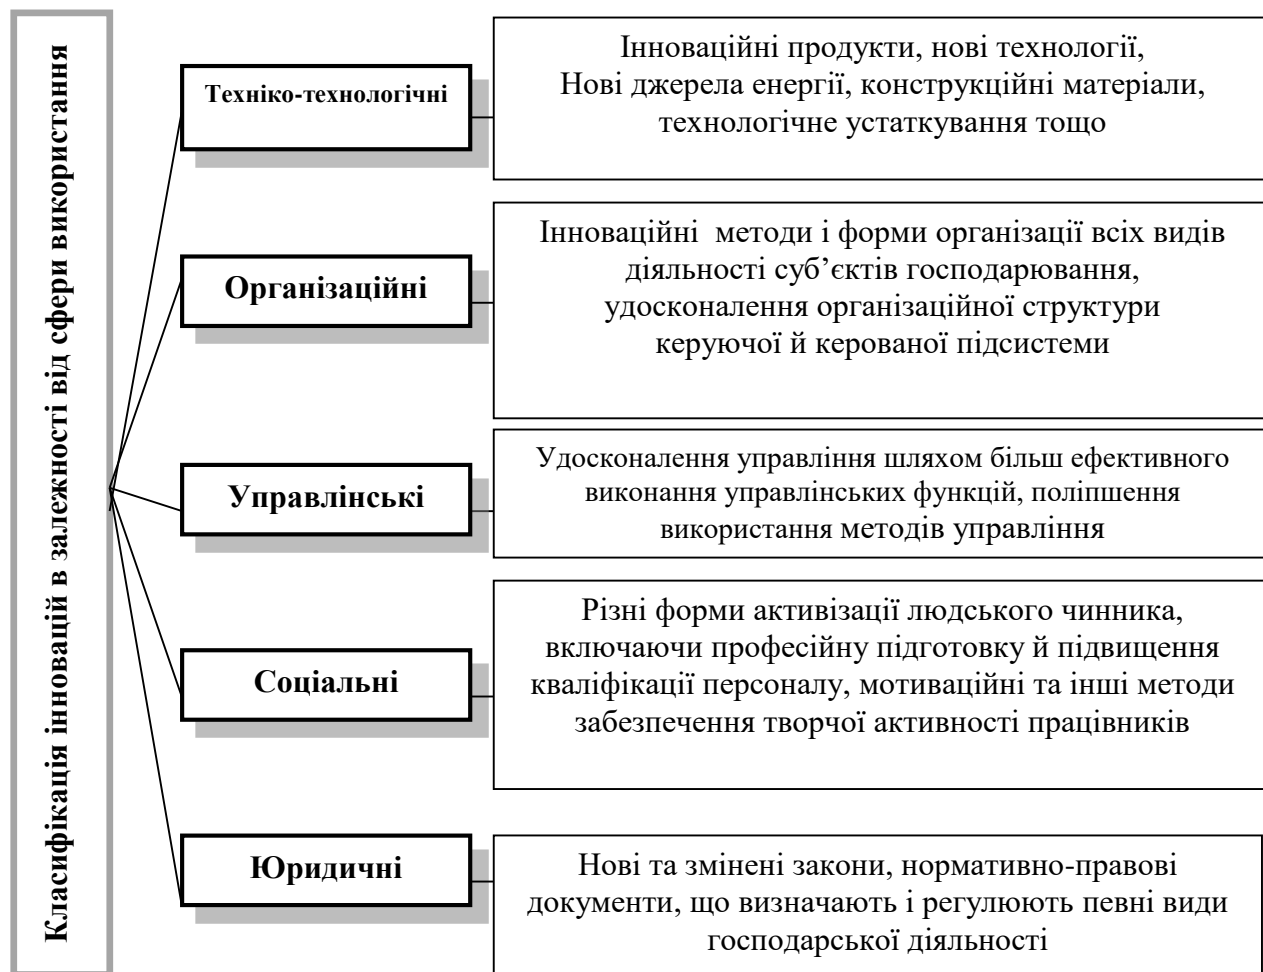 Класифікація інновацій в залежності від сфери використання
Техніко-технологічні
Інноваційні продукти, нові технології,
Нові джерела енергії, конструкційні матеріали,
технологічне устаткування тощо
Організаційні
Інноваційні методи і форми організації всіх видів
діяльності суб’єктів господарювання,
удосконалення організаційної структури
керуючої й керованої підсистеми
Управлінські
Удосконалення управління шляхом більш ефективного
виконання управлінських функцій, поліпшення
використання методів управління
Соціальні
Різні форми активізації людського чинника,
включаючи професійну підготовку й підвищення
кваліфікації персоналу, мотиваційні та інші методи
забезпечення творчої активності працівників
Юридичні
Нові та змінені закони, нормативно-правові
документи, що визначають і регулюють певні види
господарської діяльності